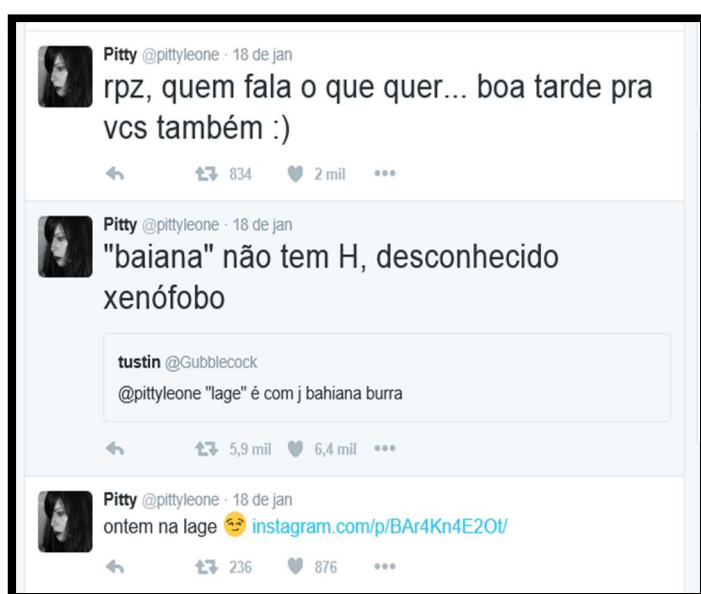 Pitty @pittyleone · 18 de jan
rpz, quem fala o que quer... boa tarde pra
vcs também :)
834 2 mil
Pitty @pittyleone · 18 de jan
"baiana" não tem H, desconhecido
xenófobo
tustin @Gubblecock
@pittyleone "lage" é com j bahiana burra
5,9 mil 6,4 mil
Pitty @pittyleone · 18 de jan
ontem na lage 😏 instagram.com/p/BAr4Kn4E2Ot/
236 876